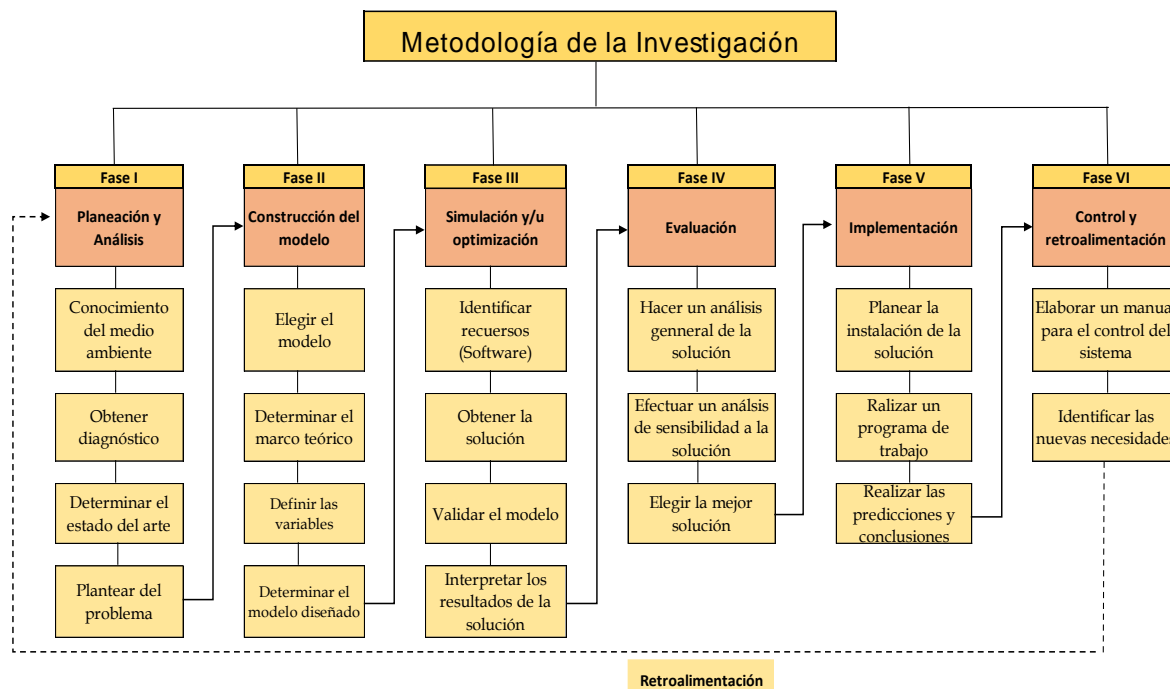 Metodología de la Investigación
Fase I
Planeación y
Análisis
Conocimiento
del medio
ambiente
Obtener
diagnóstico
Determinar el
estado del arte
Plantear del
problema
Fase II
Construcción del
modelo
Elegir el
modelo
Determinar el
marco teórico
Definir las
variables
Determinar el
modelo diseñado
Fase III
Simulación y/u
optimización
Identificar
recuersos
(Software)
Obtener la
solución
Validar el modelo
Interpretar los
resultados de la
solución
Fase IV
Evaluación
Hacer un análisis
genneral de la
solución
Efectuar un análsis
de sensibilidad a la
solución
Elegir la mejor
solución
Fase V
Implementación
Planear la
instalación de la
solución
Ralizar un
programa de
trabajo
Realizar las
predicciones y
conclusiones
Fase VI
Control y
retroalimentación
Elaborar un manual
para el control del
sistema
Identificar las
nuevas necesidades
Retroalimentación